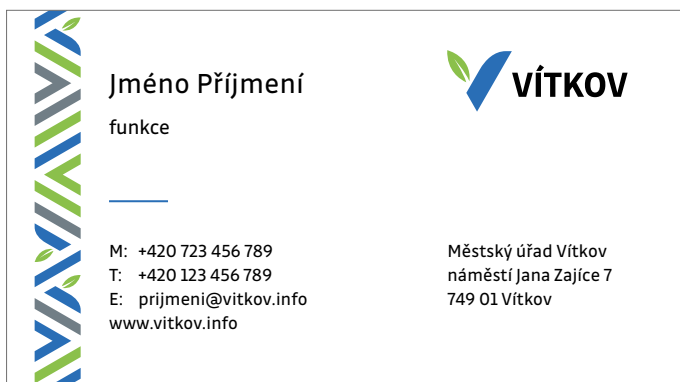 Jméno Příjmení
funkce
VÍTKOV
M: +420 723 456 789
T: +420 123 456 789
E: prijmeni@vitkov.info
www.vitkov.info
Městský úřad Vítkov
náměstí Jana Zajíce 7
749 01 Vítkov